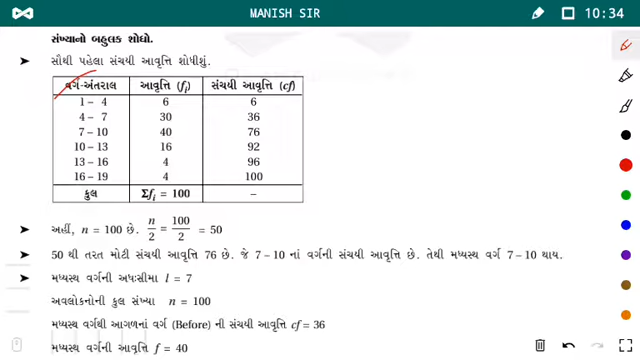 MANISH SIR
10:34
સંખ્યાનો બહુલક શોધો.
➤ સૌથી પહેલા સંચયી આવૃત્તિ શોધીશું.
વર્ગ-અંતરાલ આવૃત્તિ (fᵢ) સંચયી આવૃત્તિ (cf)
1 – 4 6 6
4 – 7 30 36
7 – 10 40 76
10 – 13 16 92
13 – 16 4 96
16 – 19 4 100
કુલ Σfᵢ = 100 –
➤ અહીં, n = 100 છે. n/2 = 100/2 = 50
➤ 50 થી તરત મોટી સંચયી આવૃત્તિ 76 છે. જે 7 – 10 નાં વર્ગની સંચયી આવૃત્તિ છે. તેથી મધ્યસ્થ વર્ગ 7 – 10 થાય.
➤ મધ્યસ્થ વર્ગની અધઃસીમા l = 7
અવલોકનોની કુલ સંખ્યા n = 100
મધ્યસ્થ વર્ગથી આગળનાં વર્ગ (Before) ની સંચયી આવૃત્તિ cf = 36
મધ્યસ્થ વર્ગની આવૃત્તિ f = 40